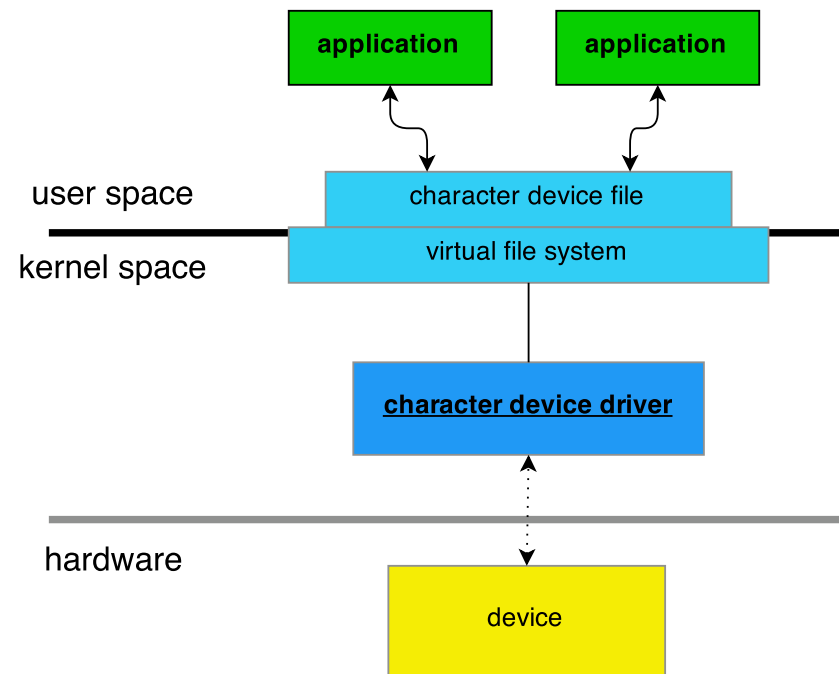 application
application
user space
character device file
kernel space
virtual file system
character device driver
hardware
device